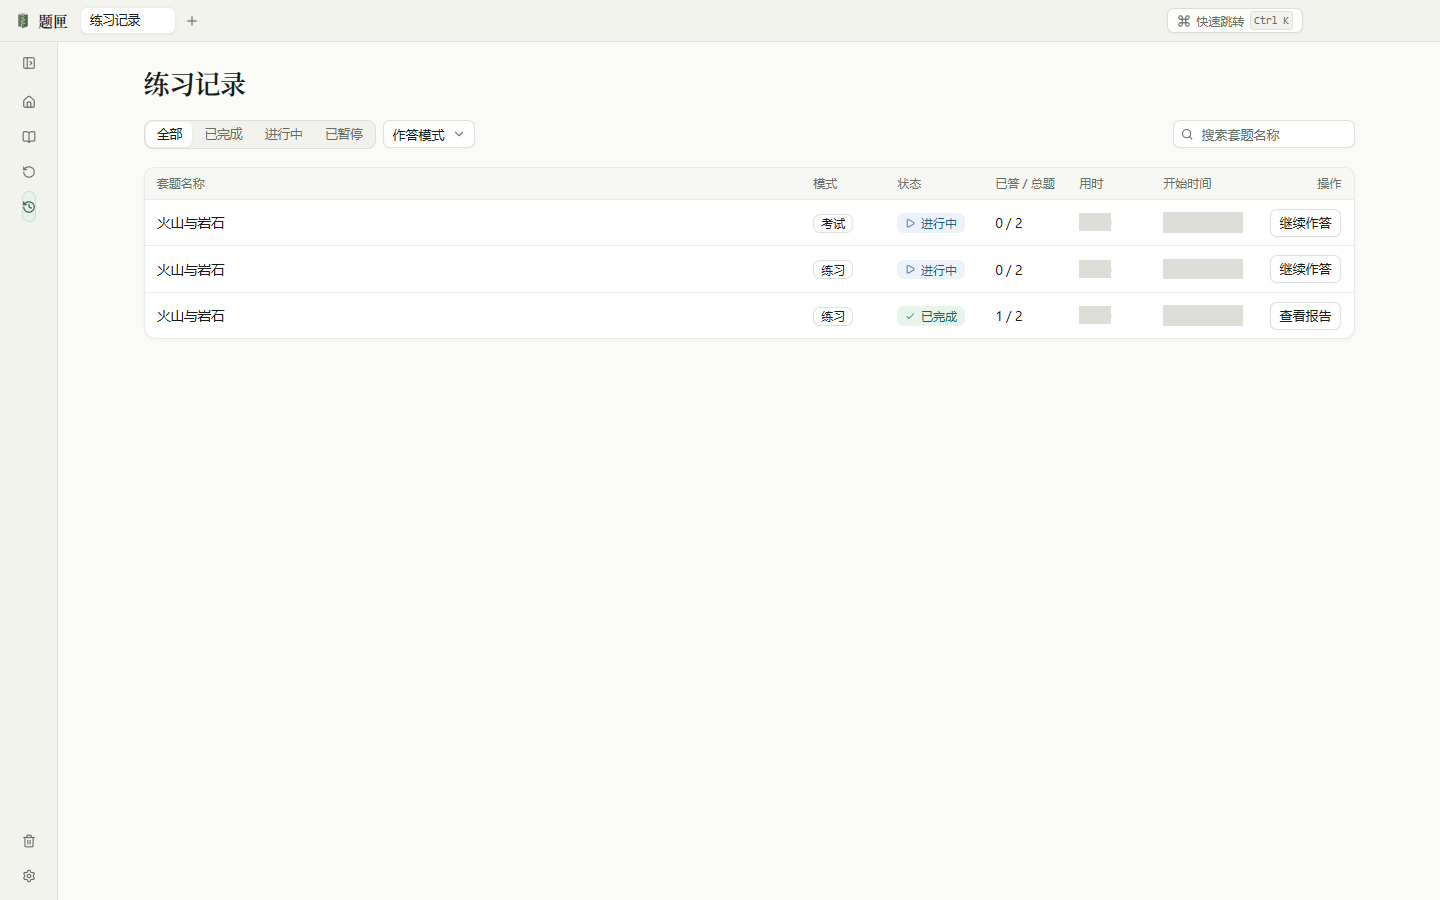 题匣 练习记录 快速跳转 Ctrl K
练习记录
全部 已完成 进行中 已暂停 作答模式 搜索套题名称
套题名称 模式 状态 已答 / 总题 用时 开始时间 操作
火山与岩石 考试 进行中 0 / 2 继续作答
火山与岩石 练习 进行中 0 / 2 继续作答
火山与岩石 练习 已完成 1 / 2 查看报告